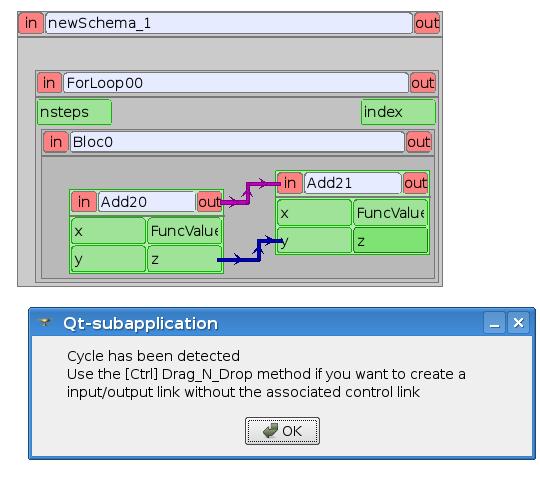 in newSchema_1 out
in ForLoop00 out
nsteps index
in Bloc0 out
in Add20 out
x FuncValue
y z
in Add21 out
x FuncValue
y z
Qt-subapplication
Cycle has been detected
Use the [Ctrl] Drag_N_Drop method if you want to create a
input/output link without the associated control link
OK